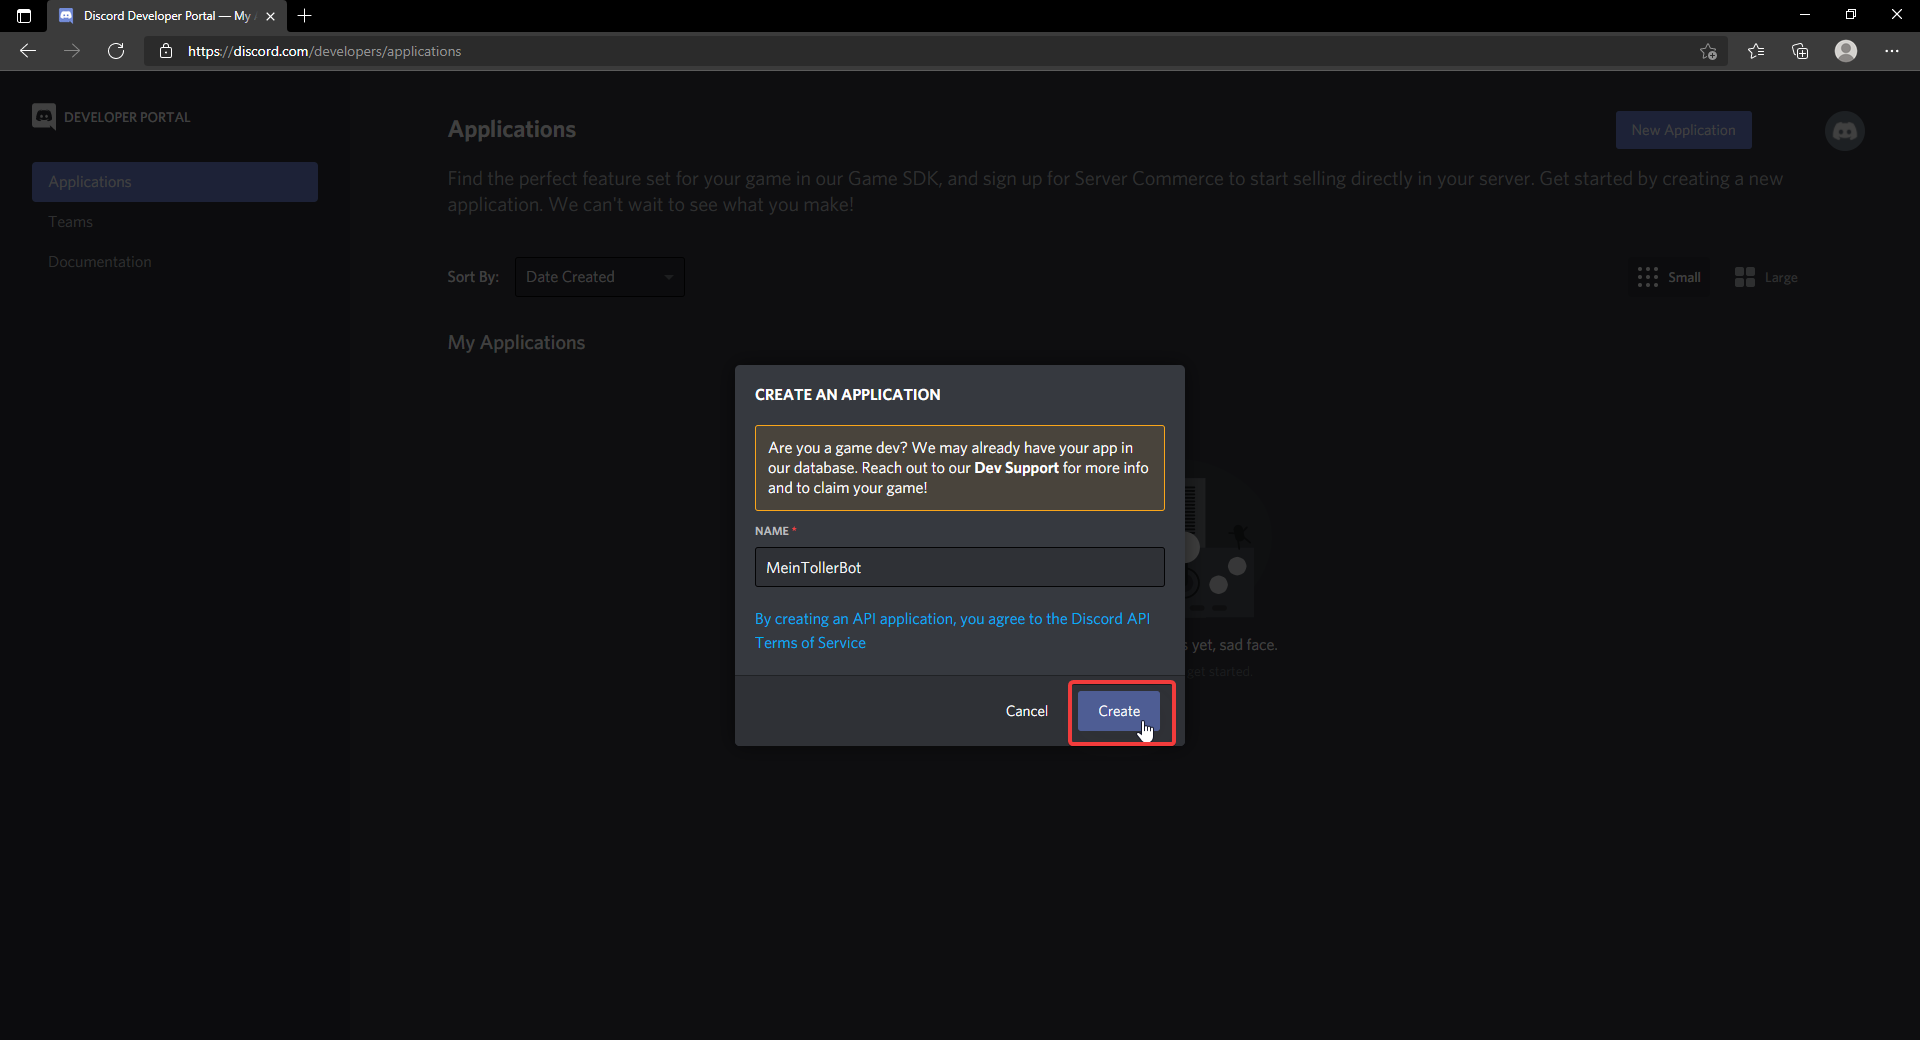 Discord Developer Portal — My
https://discord.com/developers/applications
DEVELOPER PORTAL
Applications
Teams
Documentation
Applications
New Application
Find the perfect feature set for your game in our Game SDK, and sign up for Server Commerce to start selling directly in your server. Get started by creating a new
application. We can't wait to see what you make!
Sort By:
Date Created
Small
Large
My Applications
CREATE AN APPLICATION
Are you a game dev? We may already have your app in
our database. Reach out to our Dev Support for more info
and to claim your game!
NAME *
MeinTollerBot
By creating an API application, you agree to the Discord API
Terms of Service
yet, sad face.
get started.
Cancel
Create